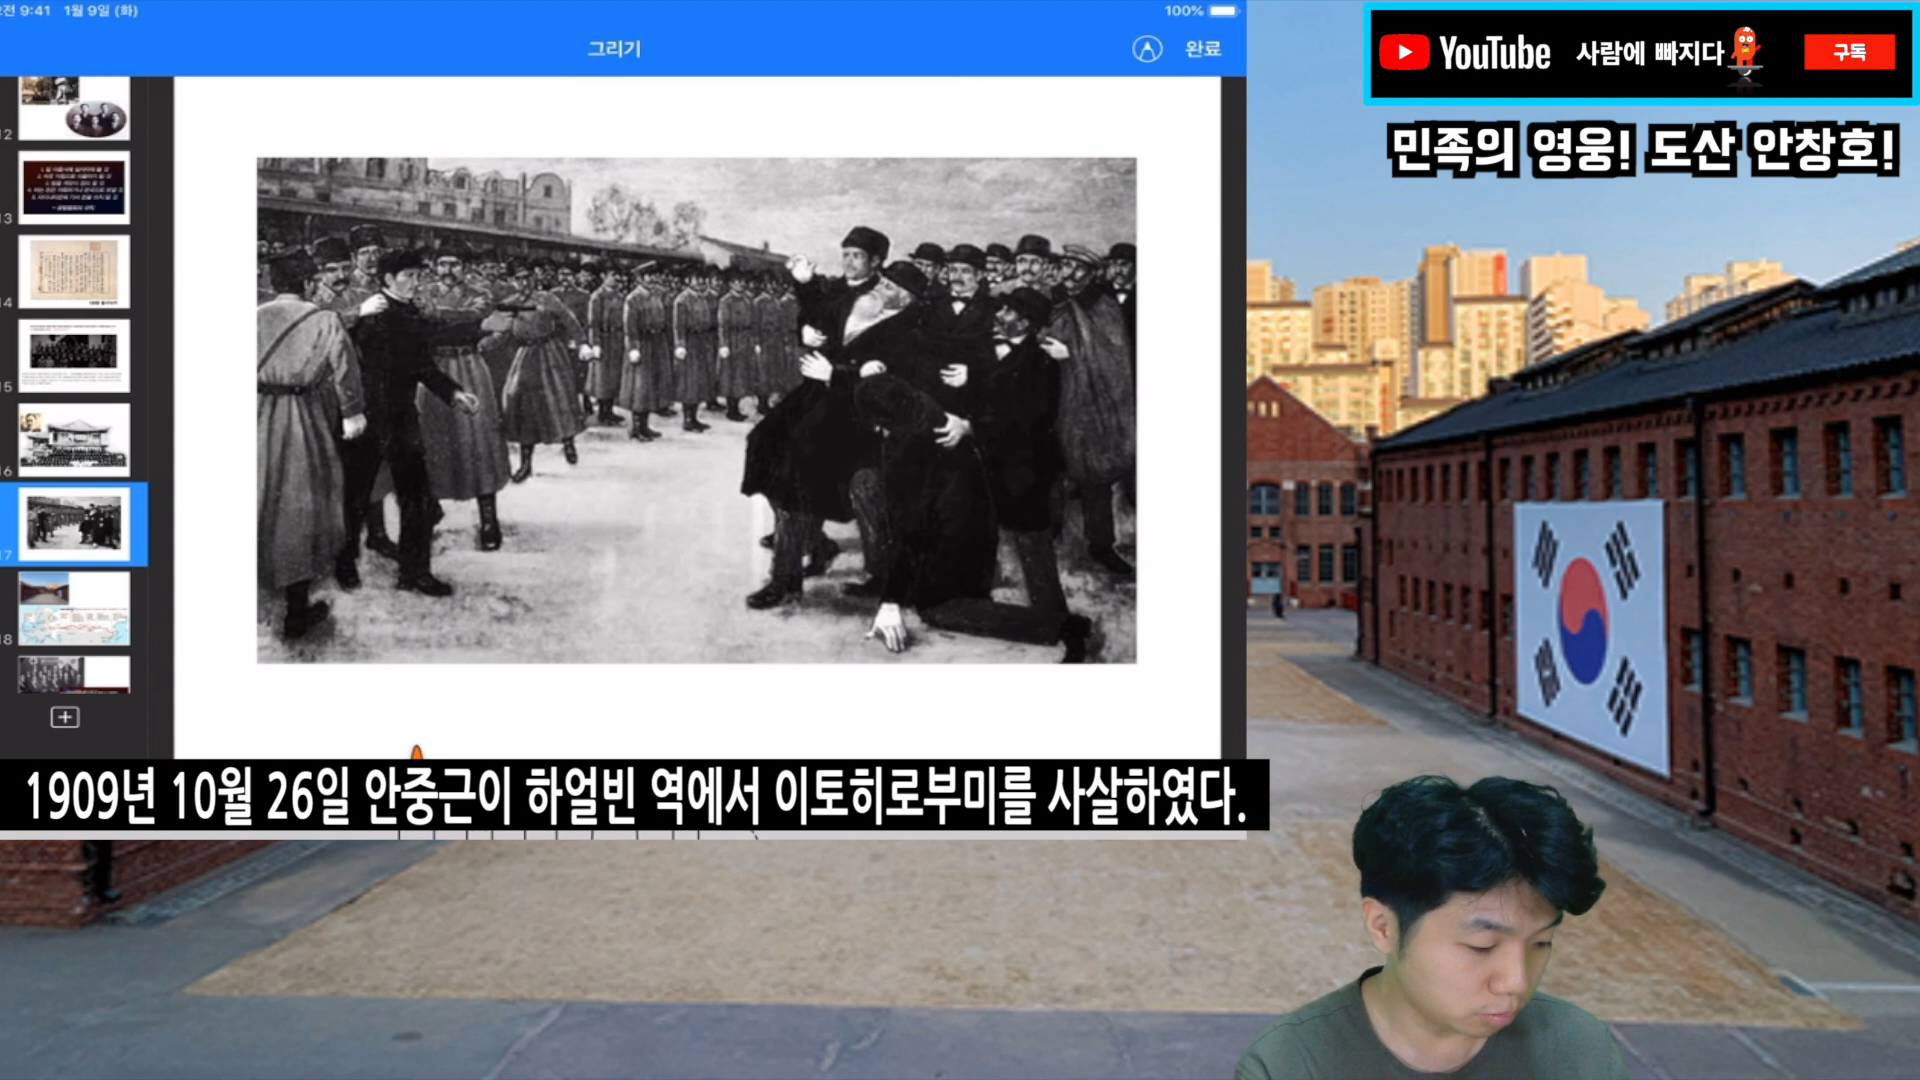 9:41 1월 9일 (화)
100%
그리기
완료
YouTube 사람에 빠지다 구독
민족의 영웅! 도산 안창호!
1909년 10월 26일 안중근이 하얼빈 역에서 이토히로부미를 사살하였다.